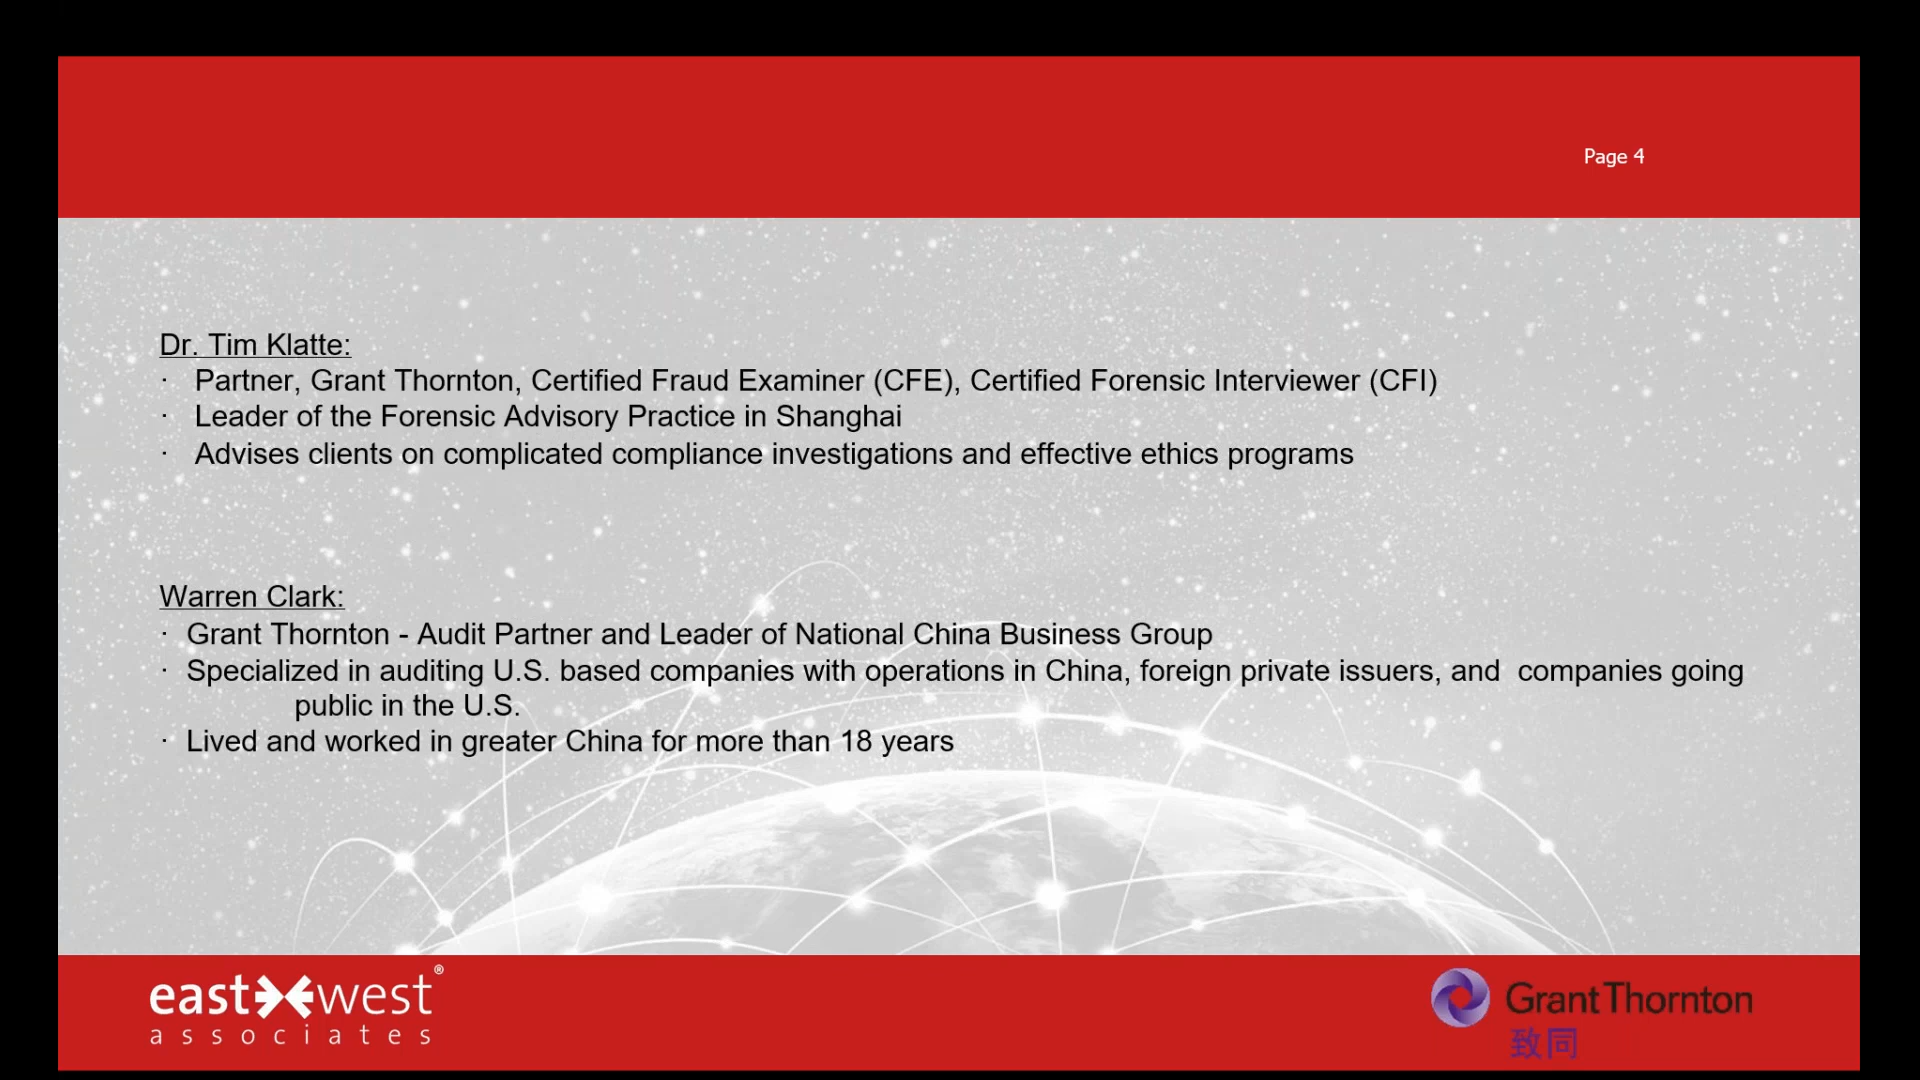 Page 4
Dr. Tim Klatte:
· Partner, Grant Thornton, Certified Fraud Examiner (CFE), Certified Forensic Interviewer (CFI)
· Leader of the Forensic Advisory Practice in Shanghai
· Advises clients on complicated compliance investigations and effective ethics programs
Warren Clark:
· Grant Thornton - Audit Partner and Leader of National China Business Group
· Specialized in auditing U.S. based companies with operations in China, foreign private issuers, and  companies going
public in the U.S.
· Lived and worked in greater China for more than 18 years
east west®
associates
Grant Thornton
致同